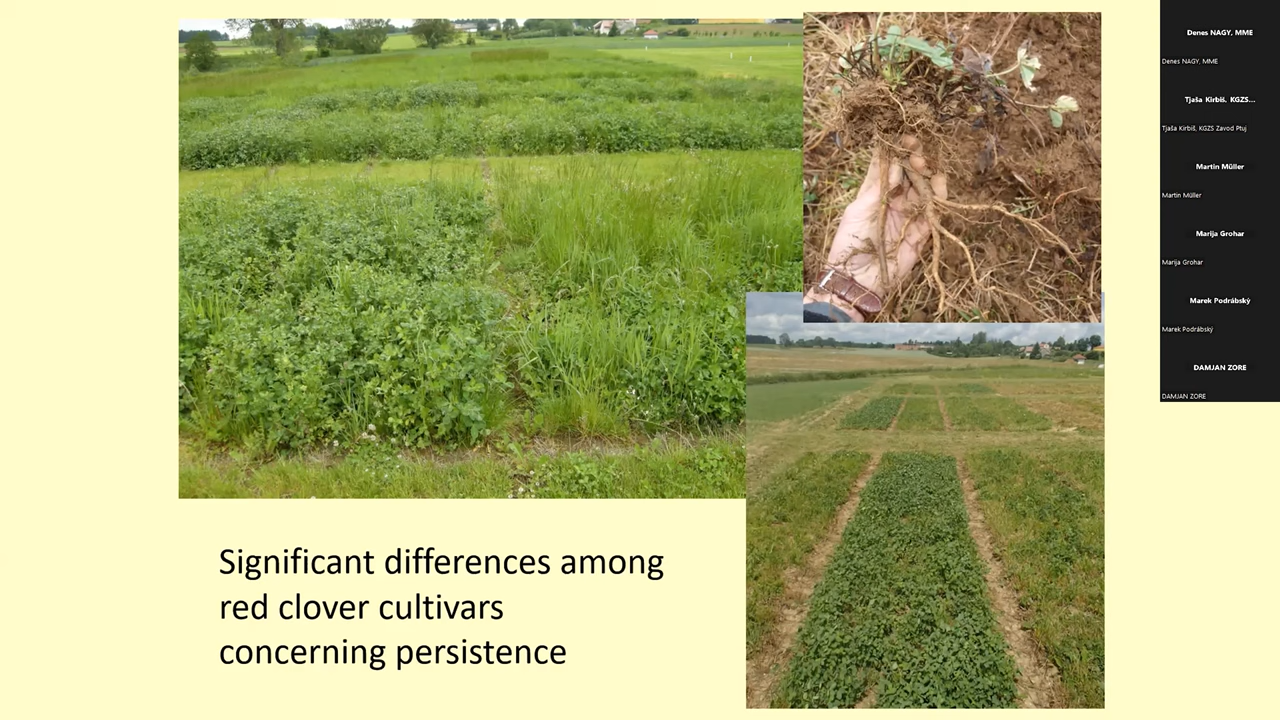 Significant differences among
red clover cultivars
concerning persistence
Denes NAGY, MME
Denes NAGY, MME
Tjaša Kirbiš, KGZS...
Tjaša Kirbiš, KGZS Zavod Ptuj
Martin Müller
Martin Müller
Marija Grohar
Marija Grohar
Marek Podrábský
Marek Podrábský
DAMJAN ZORE
DAMJAN ZORE